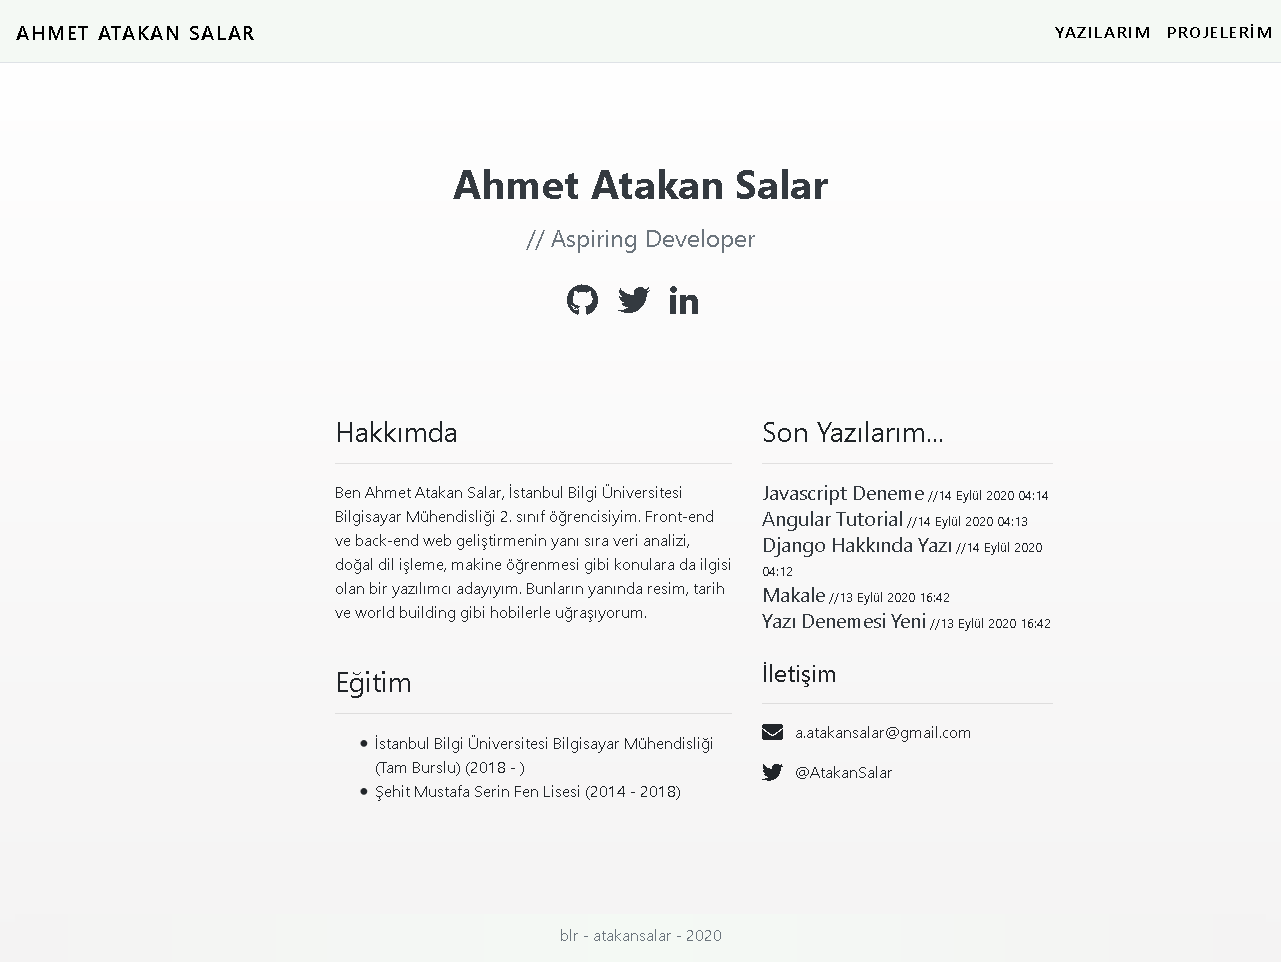 AHMET ATAKAN SALAR
YAZILARIM PROJELERİM
Ahmet Atakan Salar
// Aspiring Developer
Hakkımda
Ben Ahmet Atakan Salar, İstanbul Bilgi Üniversitesi
Bilgisayar Mühendisliği 2. sınıf öğrencisiyim. Front-end
ve back-end web geliştirmenin yanı sıra veri analizi,
doğal dil işleme, makine öğrenmesi gibi konulara da ilgisi
olan bir yazılımcı adayıyım. Bunların yanında resim, tarih
ve world building gibi hobilerle uğraşıyorum.
Eğitim
İstanbul Bilgi Üniversitesi Bilgisayar Mühendisliği
(Tam Burslu) (2018 - )
Şehit Mustafa Serin Fen Lisesi (2014 - 2018)
Son Yazılarım...
Javascript Deneme //14 Eylül 2020 04:14
Angular Tutorial //14 Eylül 2020 04:13
Django Hakkında Yazı //14 Eylül 2020
04:12
Makale //13 Eylül 2020 16:42
Yazı Denemesi Yeni //13 Eylül 2020 16:42
İletişim
a.atakansalar@gmail.com
@AtakanSalar
blr - atakansalar - 2020